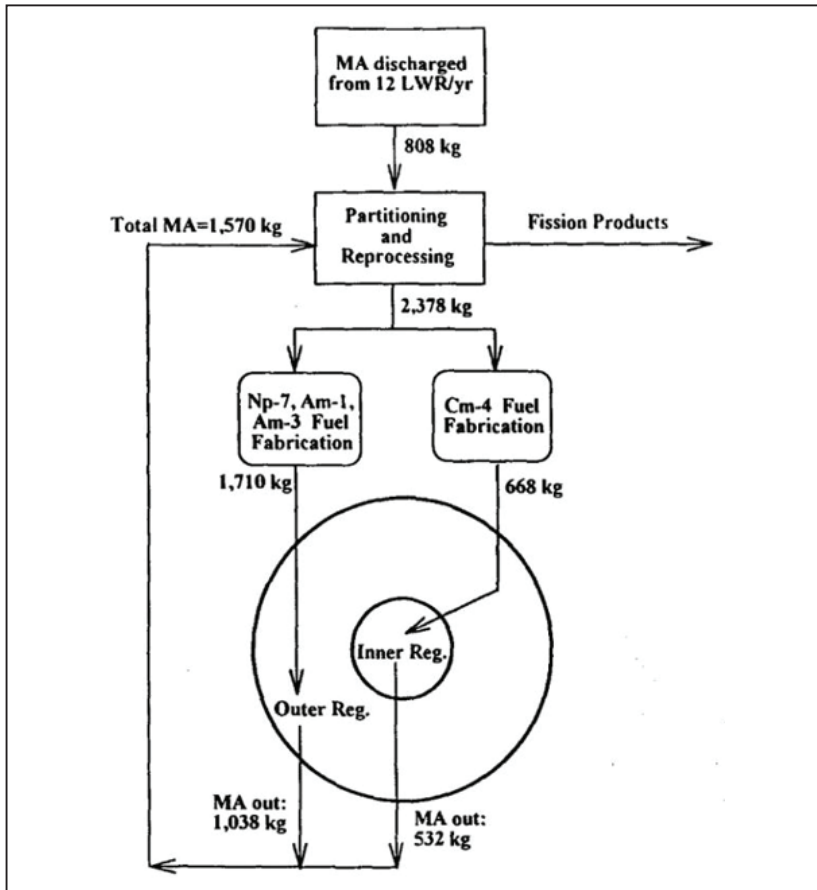 MA discharged
from 12 LWR/yr
808 kg
Total MA=1,570 kg
Partitioning
and
Reprocessing
Fission Products
2,378 kg
Np-7, Am-1,
Am-3 Fuel
Fabrication
Cm-4 Fuel
Fabrication
1,710 kg
668 kg
Inner Reg.
Outer Reg.
MA out:
1,038 kg
MA out:
532 kg